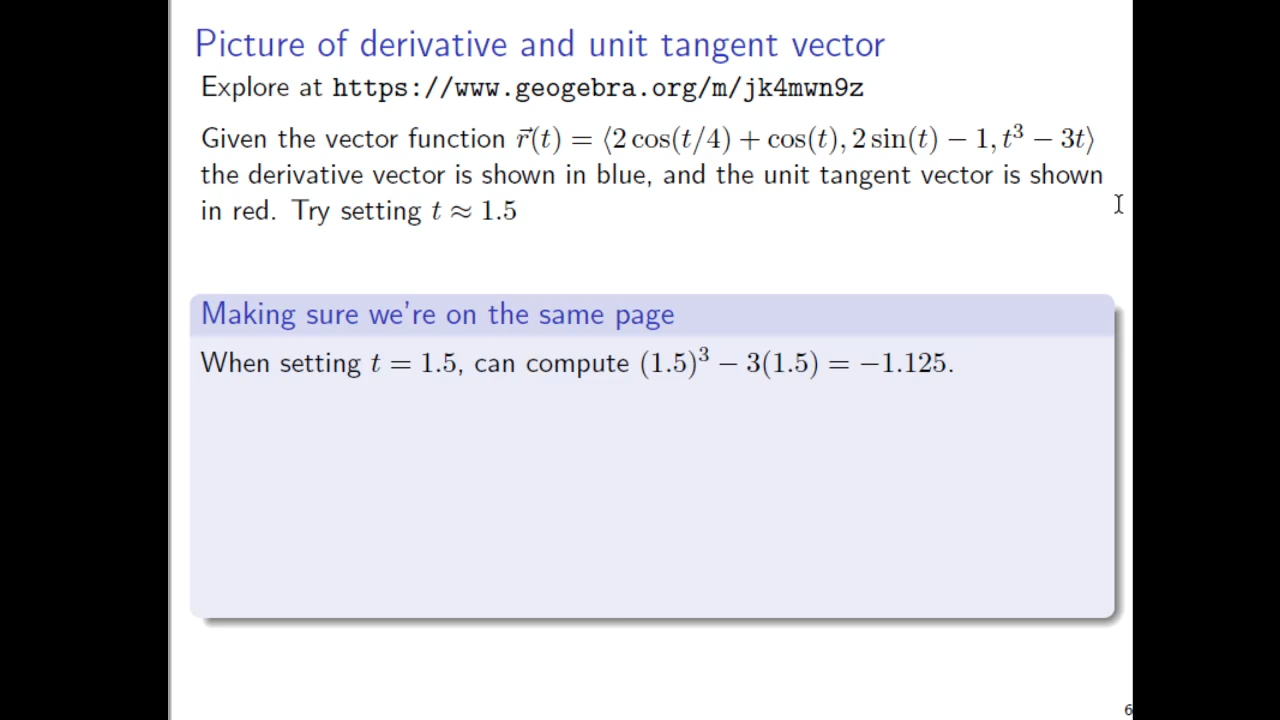 Picture of derivative and unit tangent vector
Explore at https://www.geogebra.org/m/jk4mwn9z
Given the vector function r⃗(t) = ⟨2 cos(t/4) + cos(t), 2 sin(t) − 1, t³ − 3t⟩
the derivative vector is shown in blue, and the unit tangent vector is shown
in red. Try setting t ≈ 1.5
Making sure we're on the same page
When setting t = 1.5, can compute (1.5)³ − 3(1.5) = −1.125.
6